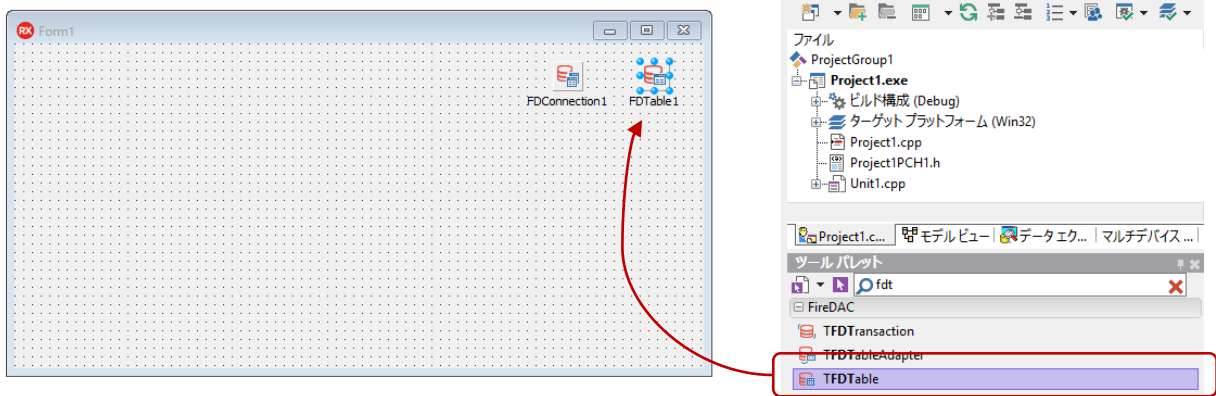 RX Form1
FDConnection1
FDTable1
ファイル
ProjectGroup1
Project1.exe
ビルド構成 (Debug)
ターゲット プラットフォーム (Win32)
Project1.cpp
Project1PCH1.h
Unit1.cpp
Project1.c...
モデル ビュー
データ エク...
マルチデバイス ...
ツール パレット
fdt
FireDAC
TFDTransaction
TFDTableAdapter
TFDTable